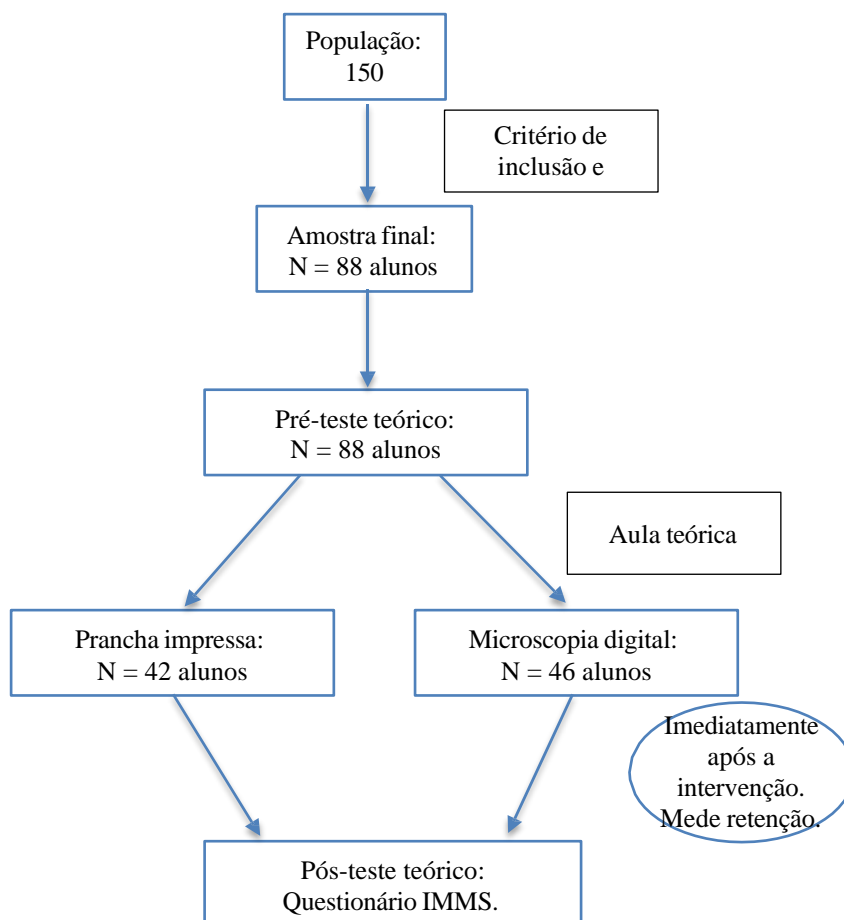 População:
150
Critério de
inclusão e
Amostra final:
N = 88 alunos
Pré-teste teórico:
N = 88 alunos
Aula teórica
Prancha impressa:
N = 42 alunos
Microscopia digital:
N = 46 alunos
Imediatamente
após a
intervenção.
Mede retenção.
Pós-teste teórico:
Questionário IMMS.